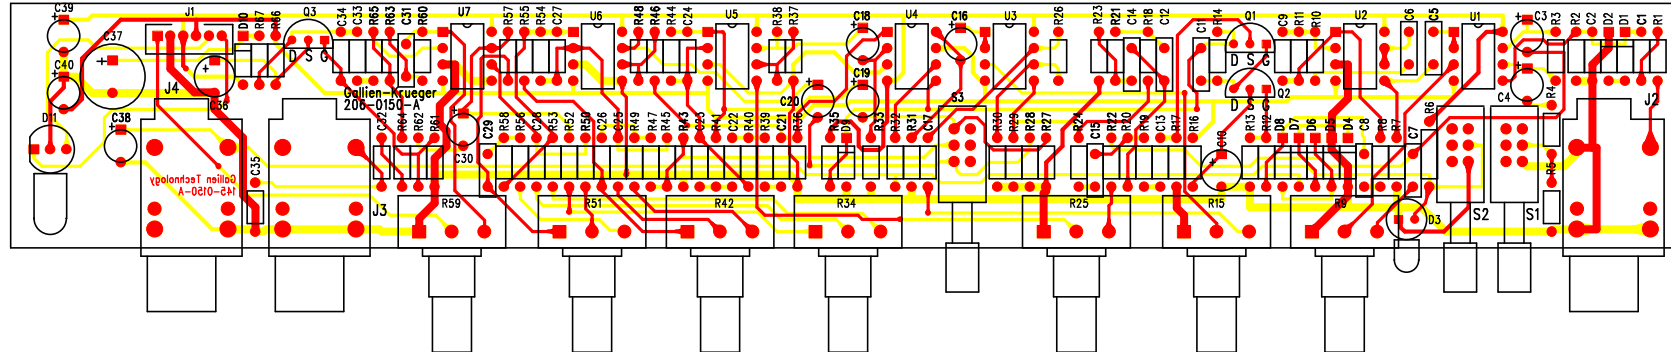 C39
J1
D10
R67
R66
Q3
C34
C33
R65
R63
C31
R60
U7
R57
R55
R54
C27
U6
R48
R46
R44
C24
U5
R38
R37
C18
U4
C16
U3
R26
R23
R21
C14
R18
C12
C11
R14
Q1
C9
R11
R10
U2
C6
C5
U1
C3
R3
R2
C2
D2
D1
C1
R1
C37
D S G
D S G
C40
J4
C36
Gallien-Krueger
206-0150-A
C20
C19
S3
D S G
Q2
C4
R4
J2
D11
C38
C32
R64
R62
R61
C30
C29
R58
R56
C28
R53
R52
R50
C26
C25
R49
R47
R45
R43
C23
R41
C22
R40
C21
R36
R35
D9
R33
R32
R31
C17
R30
R29
R28
R27
R24
C15
R22
R20
R19
C13
R17
R16
C10
R13
R12
D8
D7
D6
D5
D4
C8
R8
R7
C7
R6
Gallien Technology
145-0150-A
C35
R5
J3
R59
R51
R42
R39
R34
R25
R15
R9
D3
S2
S1